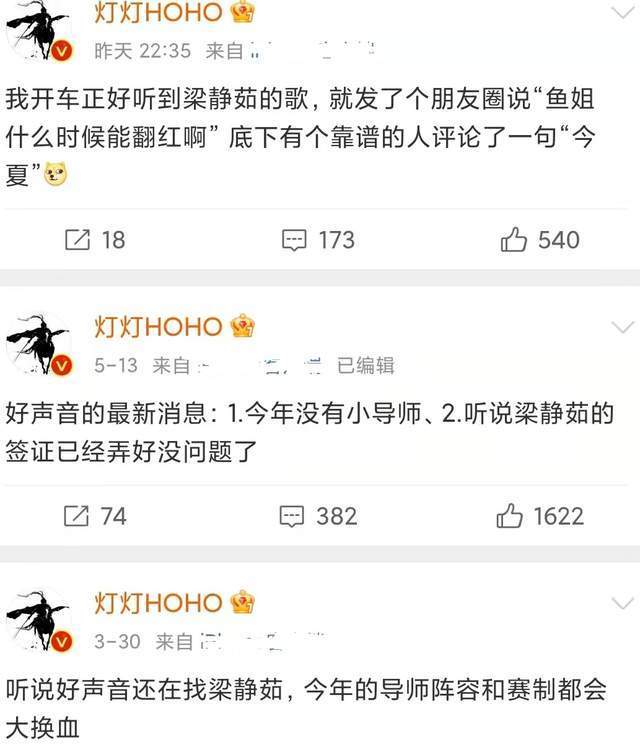 灯灯HOHO
昨天 22:35 来自
我开车正好听到梁静茹的歌，就发了个朋友圈说“鱼姐
什么时候能翻红啊” 底下有个靠谱的人评论了一句“今
夏”
18 173 540
灯灯HOHO
5-13 来自 已编辑
好声音的最新消息：1.今年没有小导师、2.听说梁静茹的
签证已经弄好没问题了
74 382 1622
灯灯HOHO
3-30 来自
听说好声音还在找梁静茹，今年的导师阵容和赛制都会
大换血